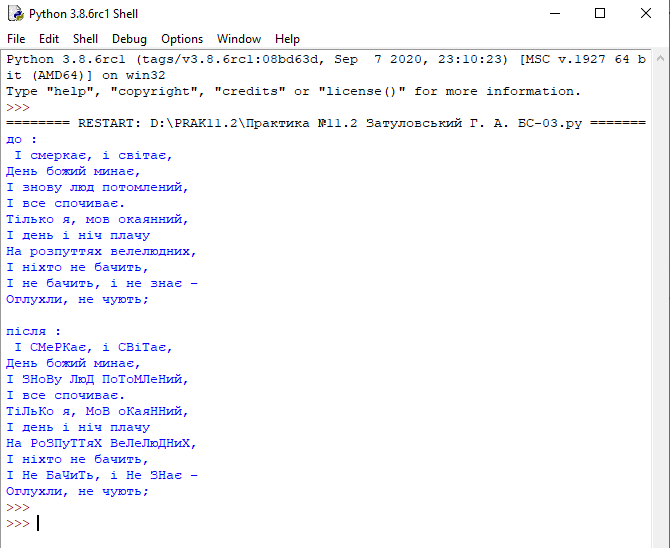 Python 3.8.6rc1 Shell
File Edit Shell Debug Options Window Help
Python 3.8.6rc1 (tags/v3.8.6rc1:08bd63d, Sep  7 2020, 23:10:23) [MSC v.1927 64 b
it (AMD64)] on win32
Type "help", "copyright", "credits" or "license()" for more information.
>>>
======== RESTART: D:\PRAK11.2\Практика №11.2 Затуловський Г. А. БС-03.py =======
до :
 І смеркає, і світає,
День божий минає,
І знову люд потомлений,
І все спочиває.
Тілько я, мов окаянний,
І день і ніч плачу
На розпуттях велелюдних,
І ніхто не бачить,
І не бачить, і не знає –
Оглухли, не чують;

після :
 І СМеРКає, і СВіТає,
День божий минає,
І ЗНоВу ЛюД ПоТоМЛеНий,
І все спочиває.
ТіЛЬКо я, МоВ оКаяННий,
І день і ніч плачу
На РоЗПуТТяХ ВеЛеЛюДНиХ,
І ніхто не бачить,
І Не БаЧиТь, і Не ЗНає –
Оглухли, не чують;
>>>
>>>